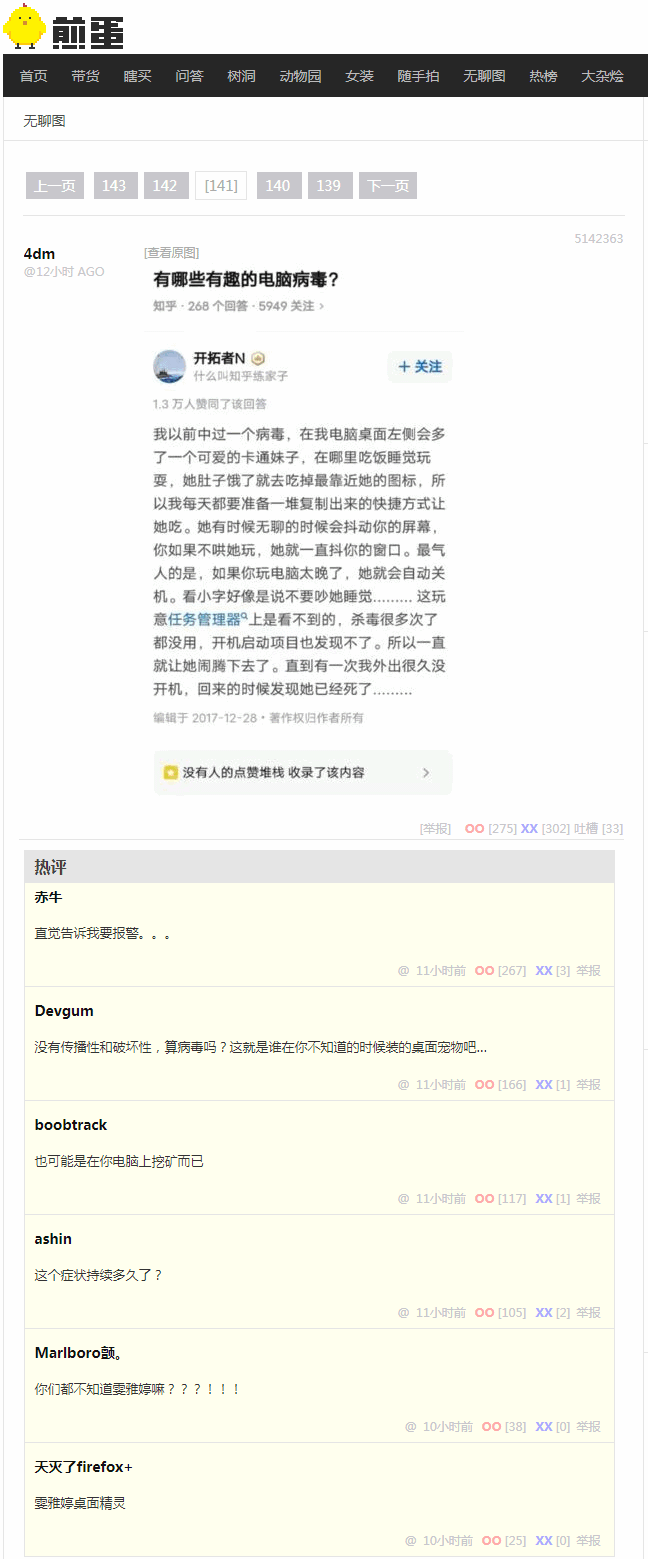 煎蛋
首页 带货 瞎买 问答 树洞 动物园 女装 随手拍 无聊图 热榜 大杂烩
无聊图
上一页 143 142 [141] 140 139 下一页
5142363
4dm
@12小时 AGO
[查看原图]
有哪些有趣的电脑病毒？
知乎 · 268 个回答 · 5949 关注 >
开拓者N
什么叫知乎练家子
+ 关注
1.3 万人赞同了该回答
我以前中过一个病毒，在我电脑桌面左侧会多
了一个可爱的卡通妹子，在哪里吃饭睡觉玩
耍，她肚子饿了就去吃掉最靠近她的图标，所
以我每天都要准备一堆复制出来的快捷方式让
她吃。她有时候无聊的时候会抖动你的屏幕，
你如果不哄她玩，她就一直抖你的窗口。最气
人的是，如果你玩电脑太晚了，她就会自动关
机。看小字好像是说不要吵她睡觉……… 这玩
意任务管理器上是看不到的，杀毒很多次了
都没用，开机启动项目也发现不了。所以一直
就让她闹腾下去了。直到有一次我外出很久没
开机，回来的时候发现她已经死了………
编辑于 2017-12-28 · 著作权归作者所有
没有人的点赞堆栈 收录了该内容 >
[举报] OO [275] XX [302] 吐槽 [33]
热评
赤牛
直觉告诉我要报警。。。
@ 11小时前 OO [267] XX [3] 举报
Devgum
没有传播性和破坏性，算病毒吗？这就是谁在你不知道的时候装的桌面宠物吧...
@ 11小时前 OO [166] XX [1] 举报
boobtrack
也可能是在你电脑上挖矿而已
@ 11小时前 OO [117] XX [1] 举报
ashin
这个症状持续多久了？
@ 11小时前 OO [105] XX [2] 举报
Marlboro颤。
你们都不知道雯雅婷嘛？？？！！！
@ 10小时前 OO [38] XX [0] 举报
天灭了firefox+
雯雅婷桌面精灵
@ 10小时前 OO [25] XX [0] 举报